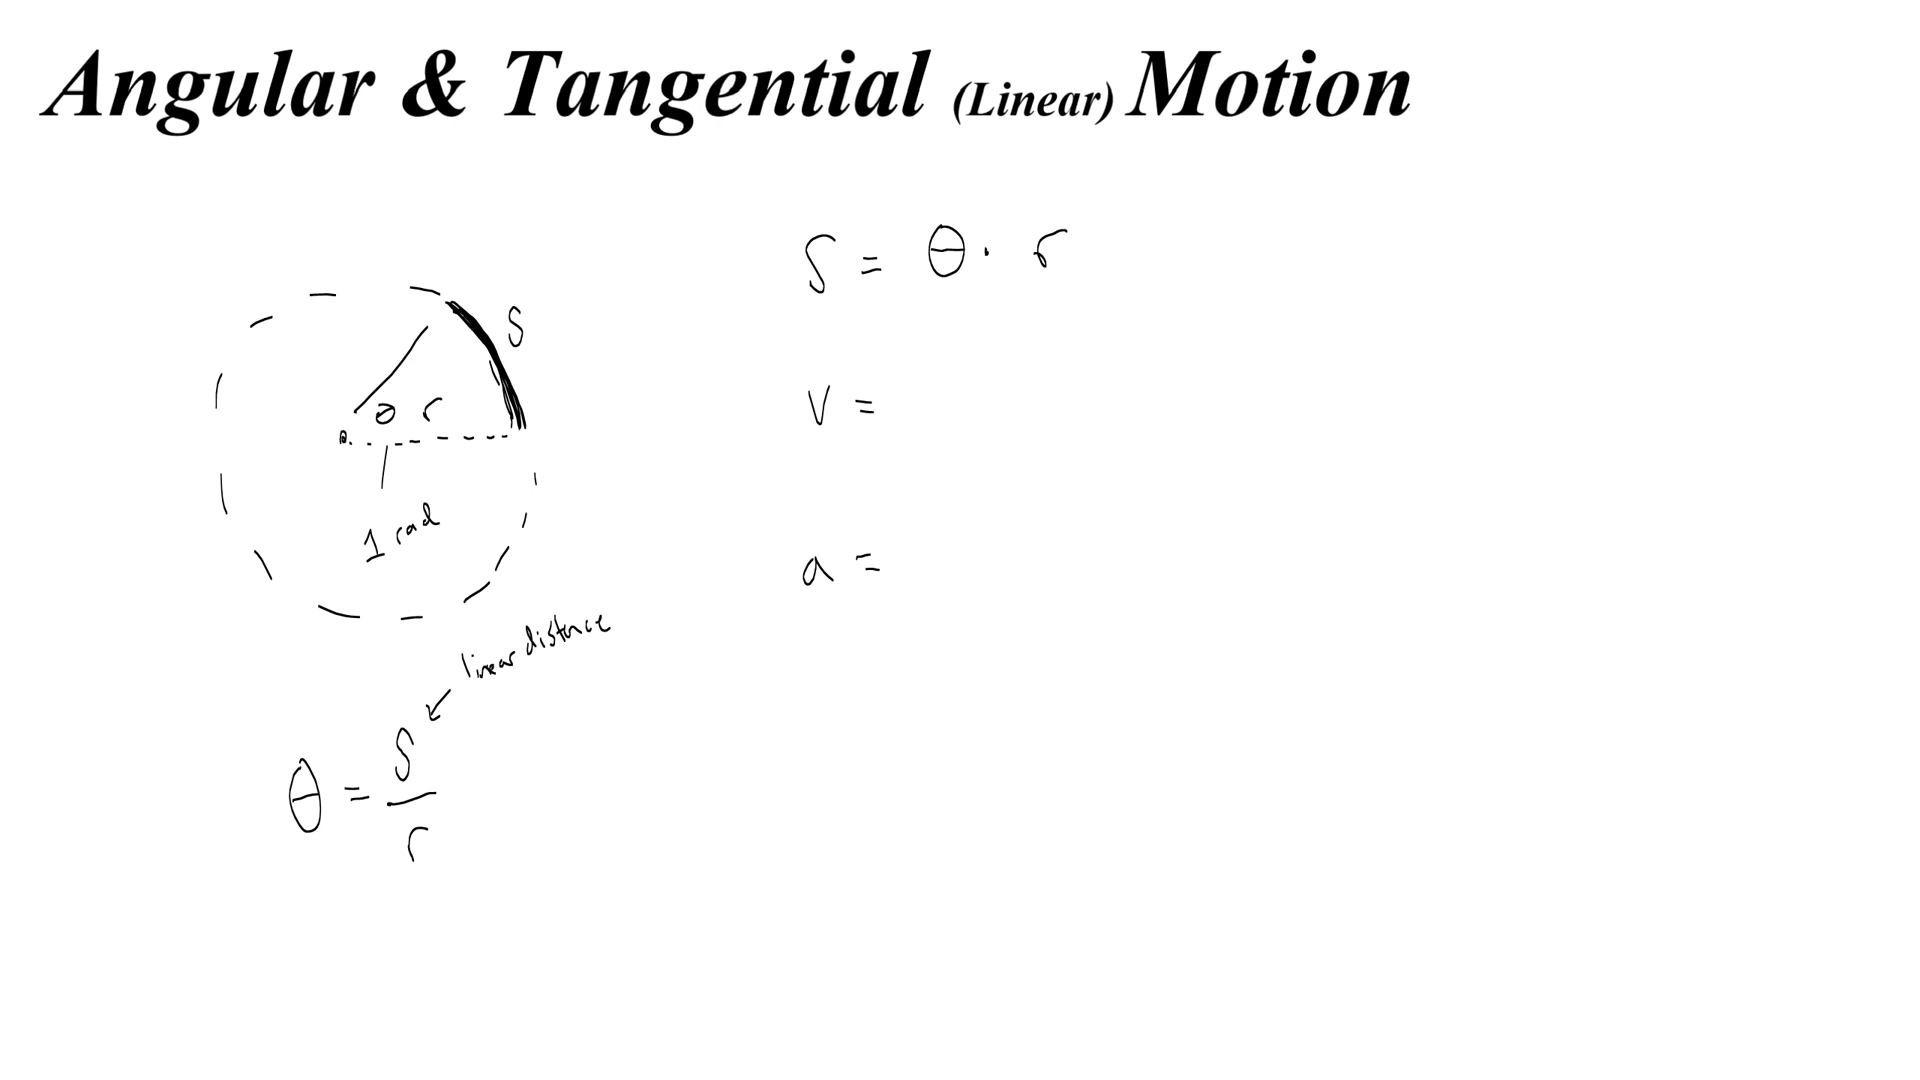 Angular & Tangential (Linear) Motion
S = θ · r
S
v =
θ r
1 rad
a =
linear distance
θ = S / r